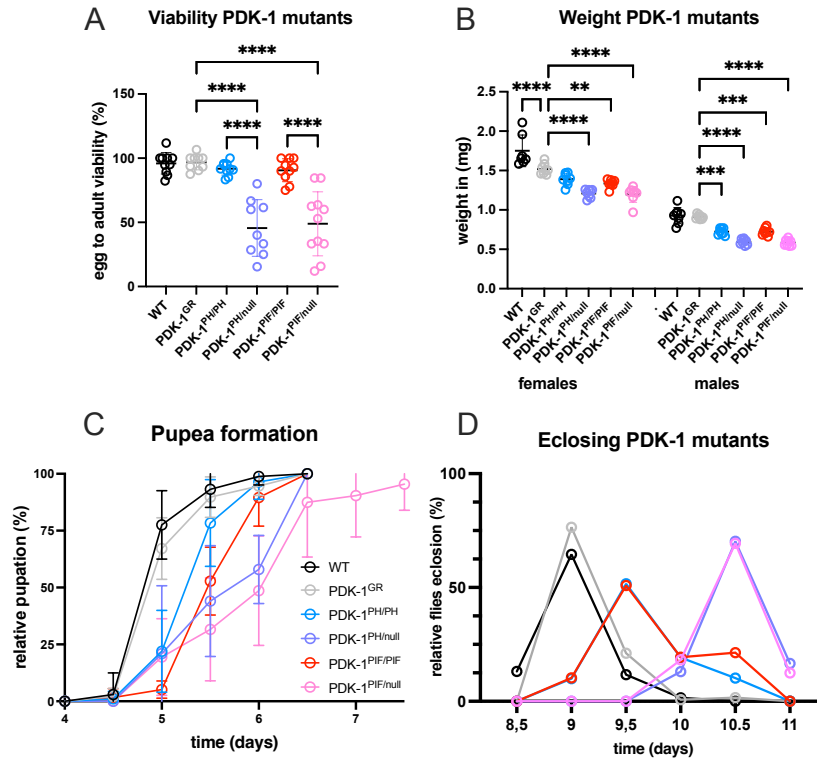 A
Viability PDK-1 mutants
****
****
**** ****
150
100
50
0
egg to adult viability (%)
WT
PDK-1GR
PDK-1PH/PH
PDK-1PH/null
PDK-1PIF/PIF
PDK-1PIF/null
B
Weight PDK-1 mutants
****
**** **
****
****
***
****
***
2.5
2.0
1.5
1.0
0.5
0.0
weight in (mg)
WT
PDK-1GR
PDK-1PH/PH
PDK-1PH/null
PDK-1PIF/PIF
PDK-1PIF/null
females
WT
PDK-1GR
PDK-1PH/PH
PDK-1PH/null
PDK-1PIF/PIF
PDK-1PIF/null
males
C
Pupea formation
100
75
50
25
0
relative pupation (%)
4 5 6 7
time (days)
WT
PDK-1GR
PDK-1PH/PH
PDK-1PH/null
PDK-1PIF/PIF
PDK-1PIF/null
D
Eclosing PDK-1 mutants
100
50
0
relative flies eclosion (%)
8,5 9 9,5 10 10.5 11
time (days)